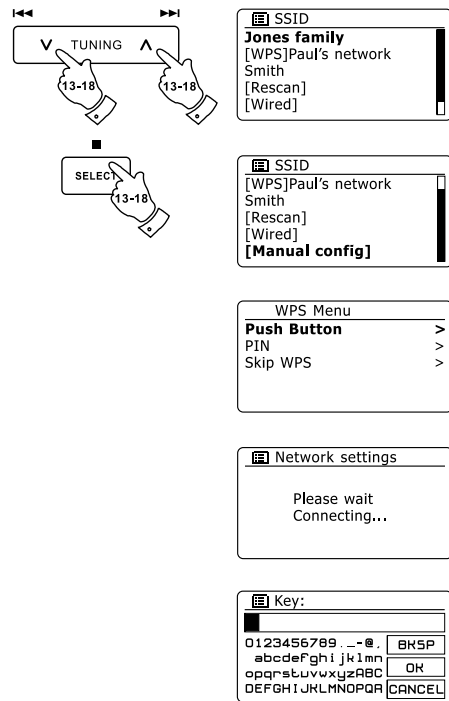 TUNING
13-18
13-18
SELECT
13-18
SSID
Jones family
[WPS]Paul's network
Smith
[Rescan]
[Wired]
SSID
[WPS]Paul's network
Smith
[Rescan]
[Wired]
[Manual config]
WPS Menu
Push Button >
PIN >
Skip WPS >
Network settings
Please wait
Connecting...
Key:
0123456789._-@, BKSP
abcdefghijklmn
opqrstuvwxyzABC OK
DEFGHIJKLMNOPQR CANCEL